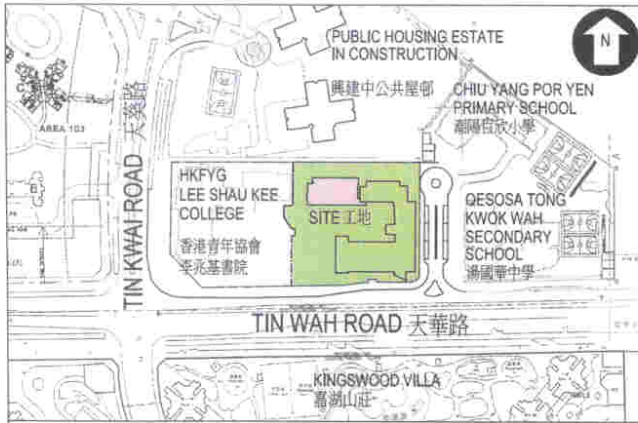 PUBLIC HOUSING ESTATE
IN CONSTRUCTION
興建中公共屋邨
N
CHIU YANG POR YEN
PRIMARY SCHOOL
潮陽百欣小學
AREA 103
TIN KWAI ROAD 天葵路
HKFYG
LEE SHAU KEE
COLLEGE
香港青年協會
李兆基書院
SITE 工地
QESOSA TONG
KWOK WAH
SECONDARY
SCHOOL
湯國華中學
TIN WAH ROAD 天華路
KINGSWOOD VILLA
嘉湖山莊